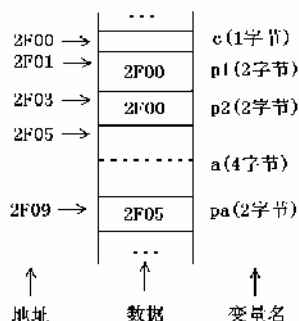 ...
2F00 → c(1字节)
2F01 → 2F00 p1(2字节)
2F03 → 2F00 p2(2字节)
2F05 →
a(4字节)
2F09 → 2F05 pa(2字节)
...
地址 数据 变量名